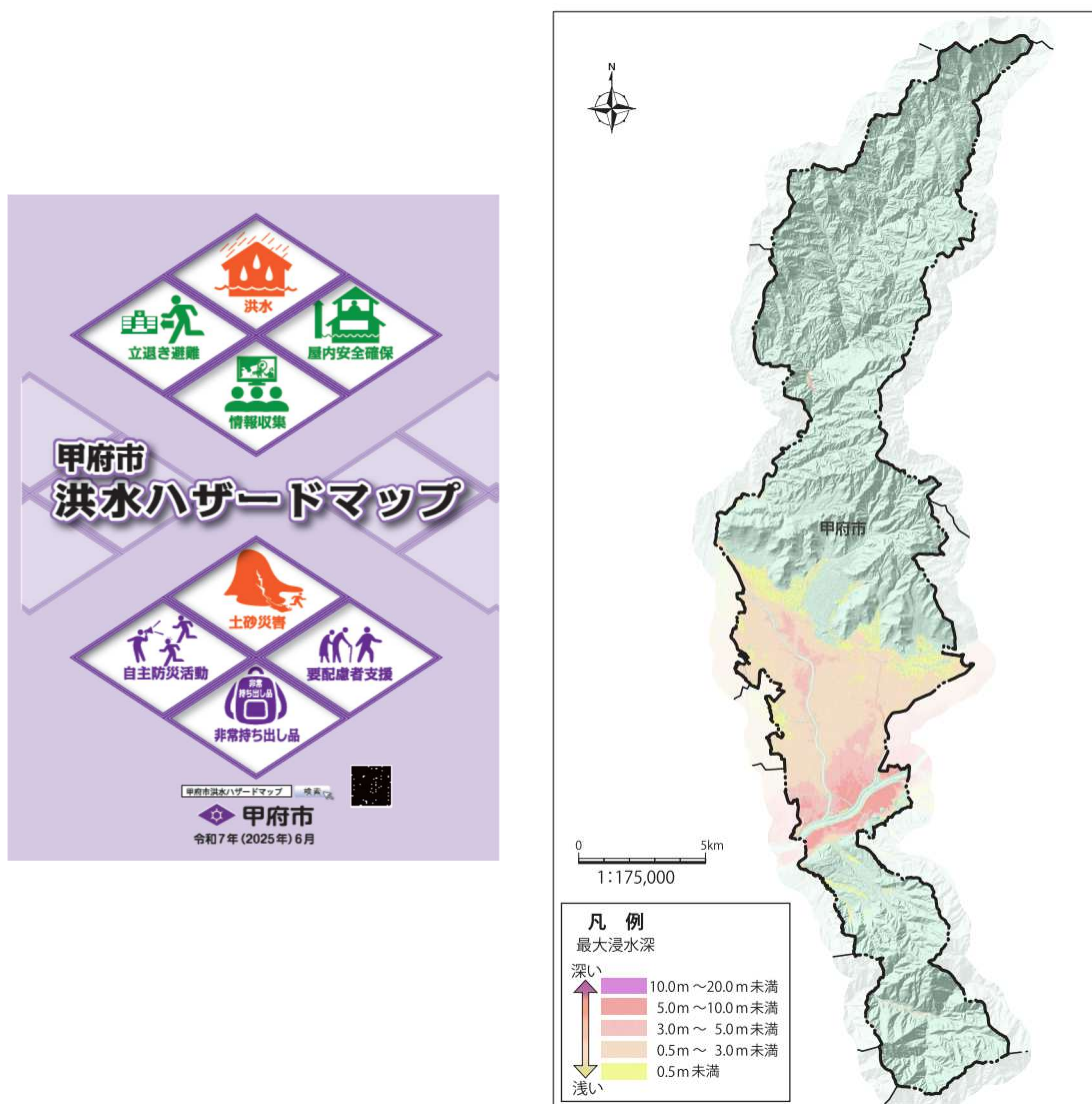 洪水
立退き避難
屋内安全確保
情報収集
甲府市
洪水ハザードマップ
土砂災害
自主防災活動
要配慮者支援
非常
持ち出し品
非常持ち出し品
甲府市洪水ハザードマップ 検索
甲府市
令和7年(2025年)6月
N
甲府市
0 5km
1:175,000
凡 例
最大浸水深
深い
10.0m～20.0m未満
5.0m～10.0m未満
3.0m～ 5.0m未満
0.5m～ 3.0m未満
0.5m未満
浅い